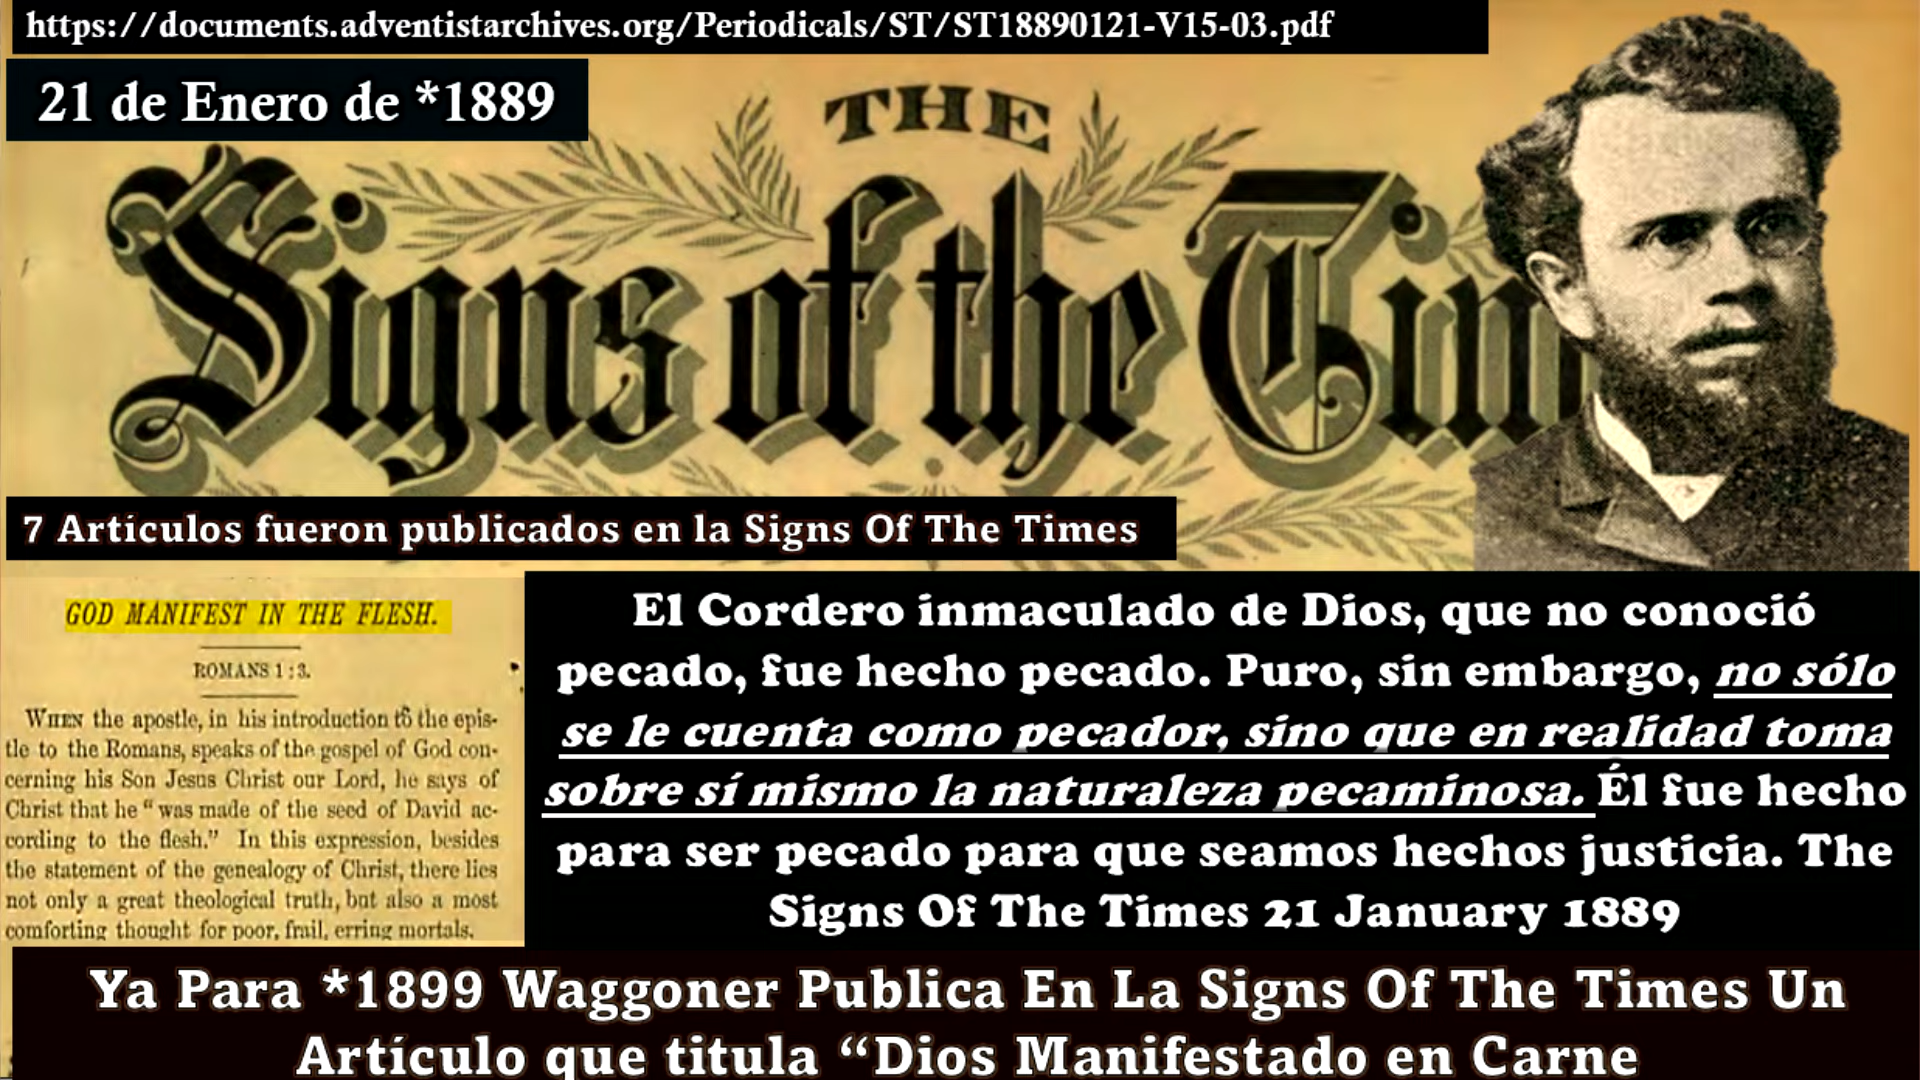 https://documents.adventistarchives.org/Periodicals/ST/ST18890121-V15-03.pdf
21 de Enero de *1889
THE
Signs of the Tim
7 Artículos fueron publicados en la Signs Of The Times
GOD MANIFEST IN THE FLESH.
ROMANS 1:3.
WHEN the apostle, in his introduction to the epis-
tle to the Romans, speaks of the gospel of God con-
cerning his Son Jesus Christ our Lord, he says of
Christ that he “was made of the seed of David ac-
cording to the flesh.” In this expression, besides
the statement of the genealogy of Christ, there lies
not only a great theological truth, but also a most
comforting thought for poor, frail, erring mortals.
El Cordero inmaculado de Dios, que no conoció
pecado, fue hecho pecado. Puro, sin embargo, no sólo
se le cuenta como pecador, sino que en realidad toma
sobre sí mismo la naturaleza pecaminosa. Él fue hecho
para ser pecado para que seamos hechos justicia. The
Signs Of The Times 21 January 1889
Ya Para *1899 Waggoner Publica En La Signs Of The Times Un
Artículo que titula “Dios Manifestado en Carne